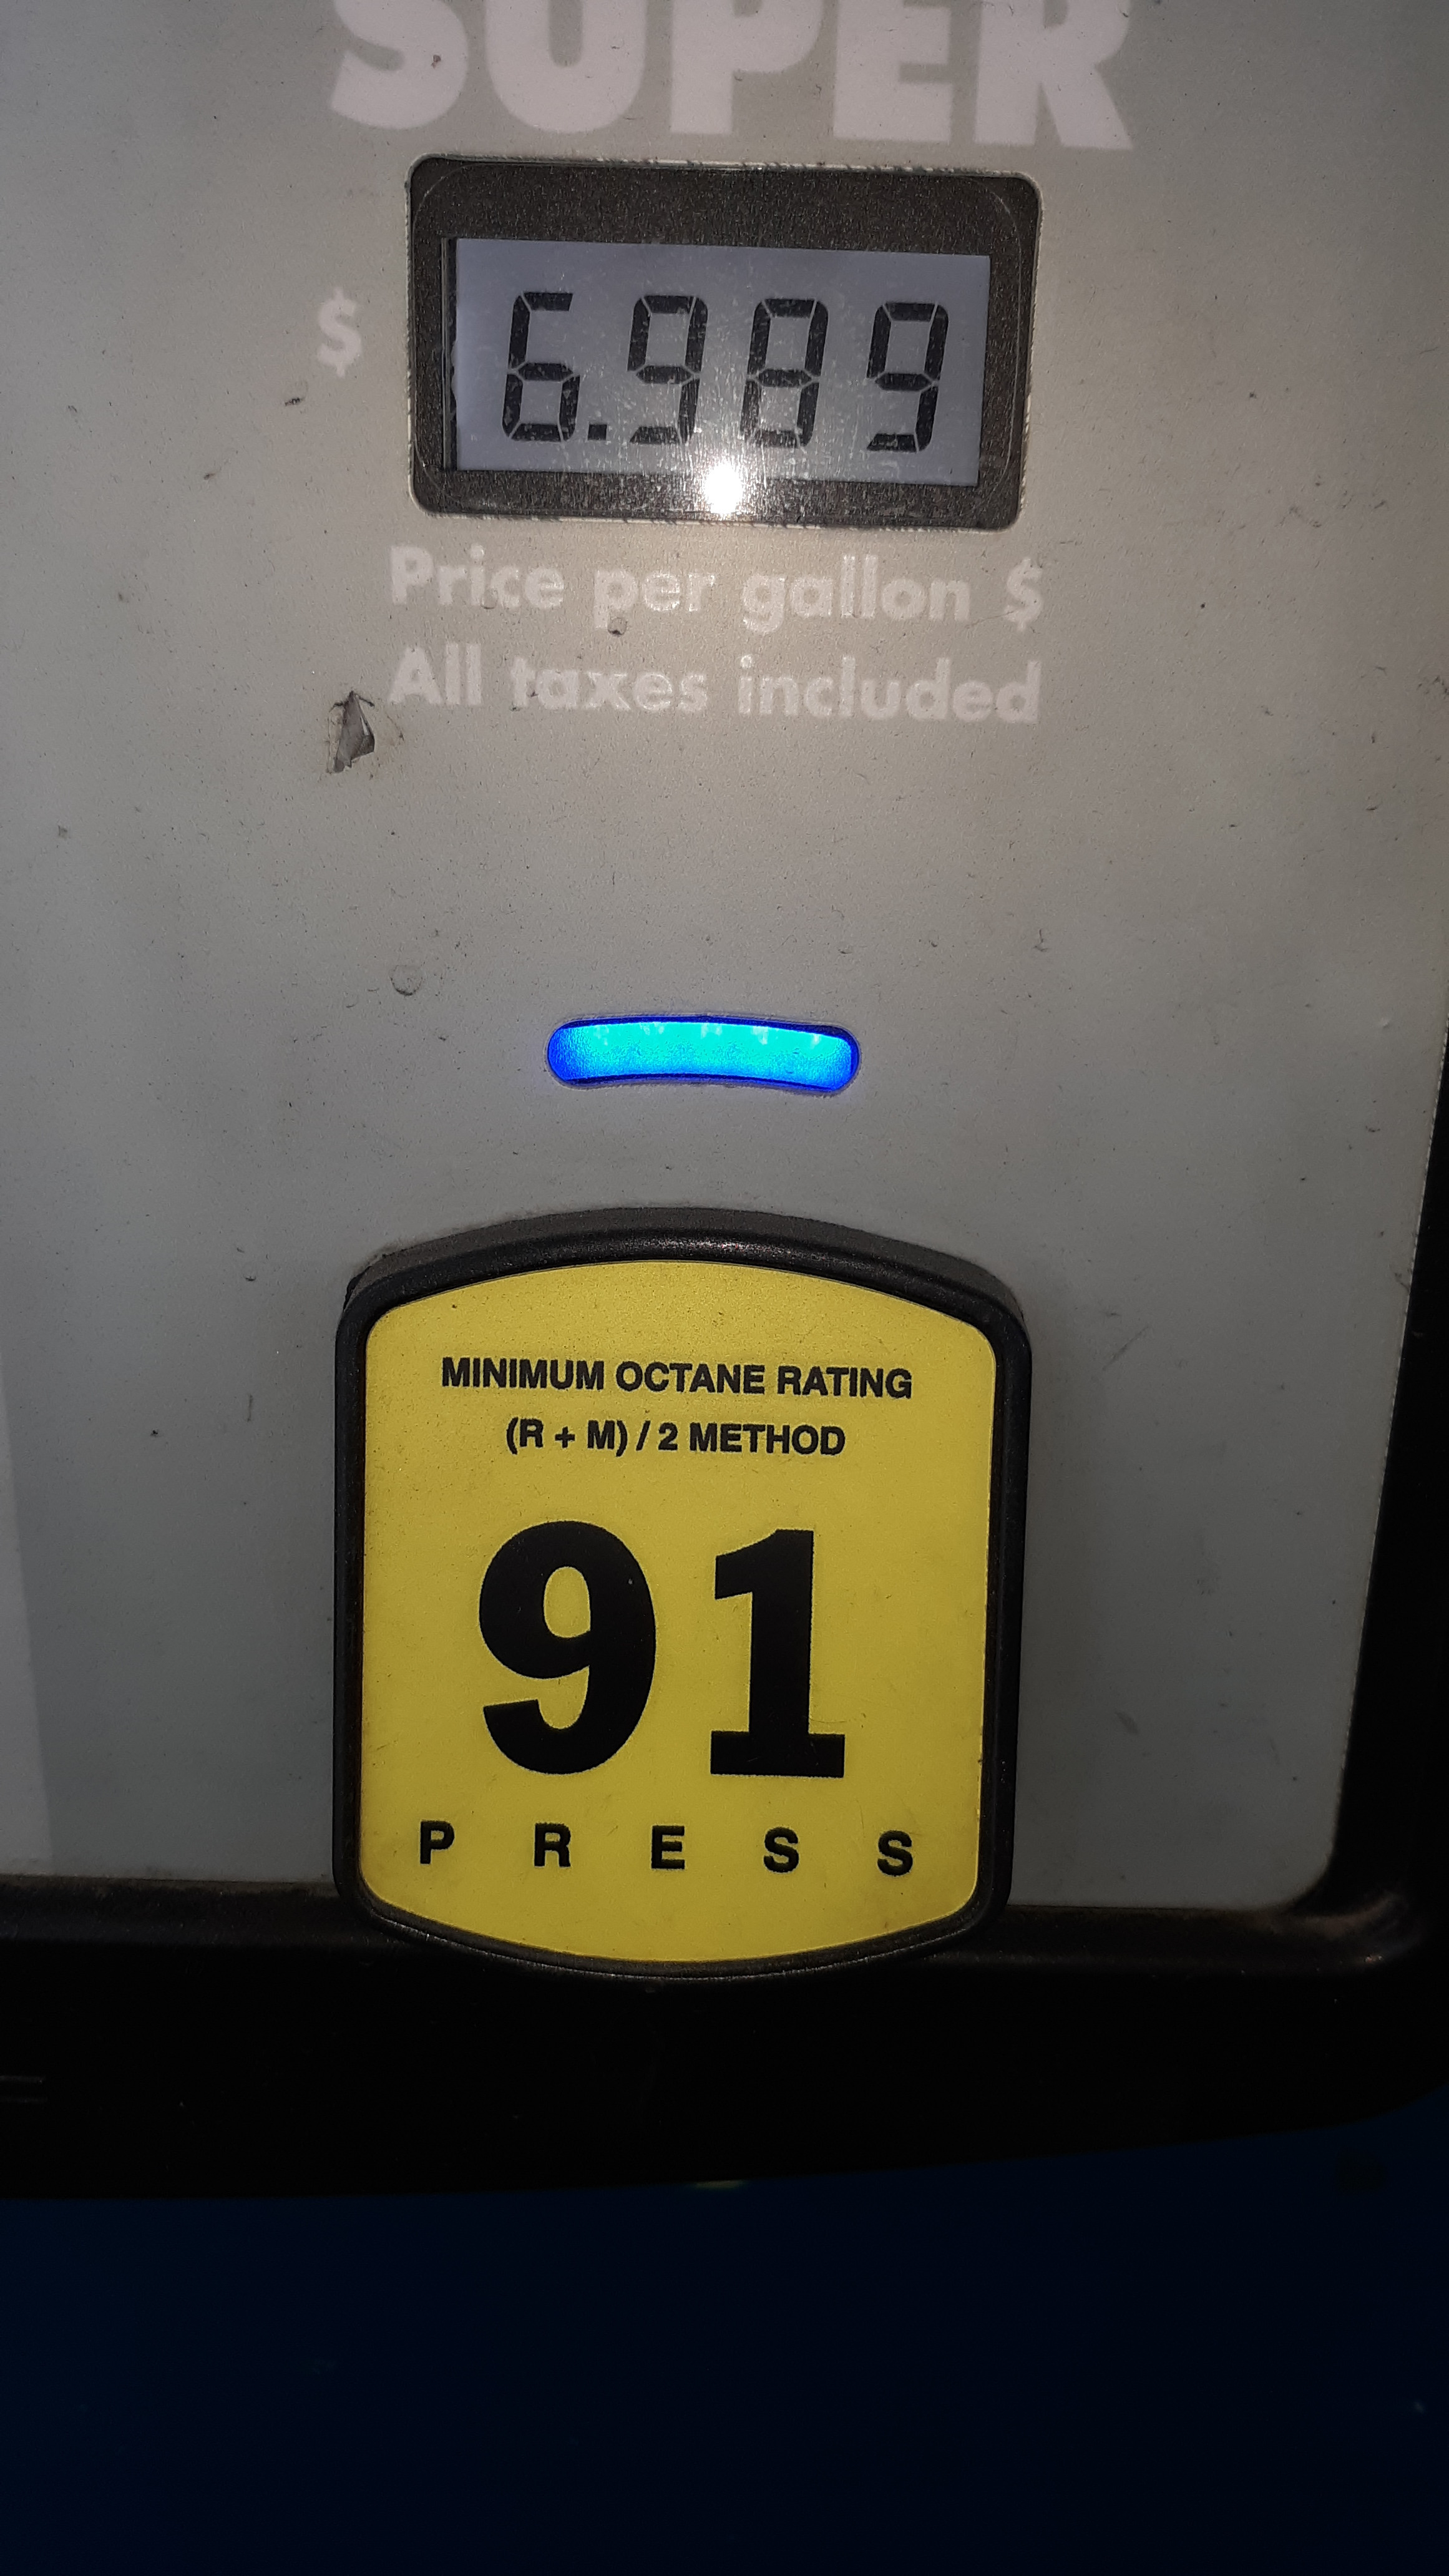 SUPER
$
6.989
Price per gallon $
All taxes included
MINIMUM OCTANE RATING
(R + M) / 2 METHOD
91
PRESS